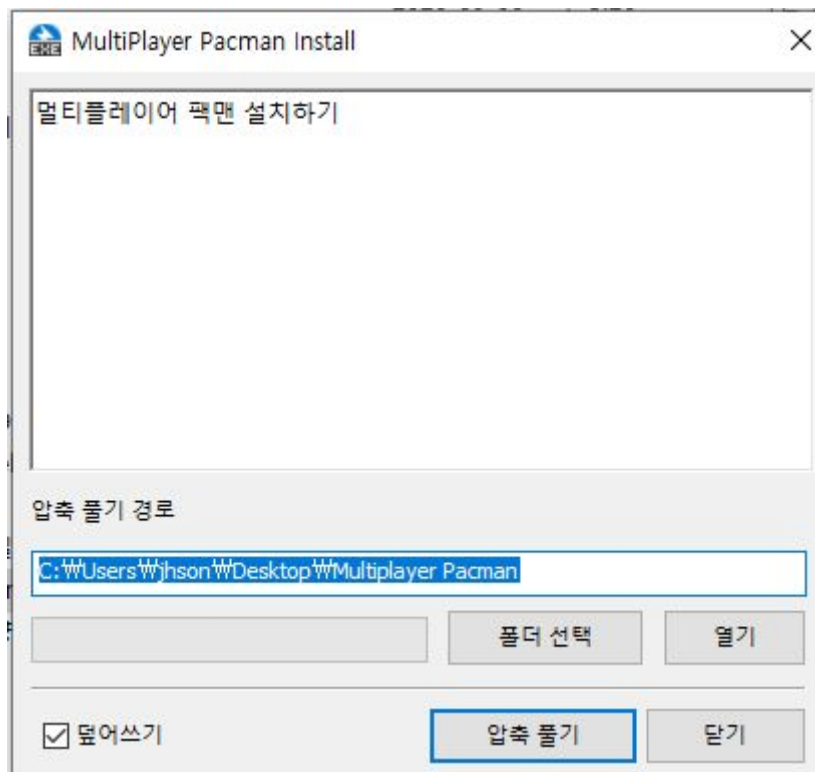 EXE
MultiPlayer Pacman Install
멀티플레이어 팩맨 설치하기
압축 풀기 경로
C:₩Users₩jhson₩Desktop₩Multiplayer Pacman
폴더 선택
열기
덮어쓰기
압축 풀기
닫기